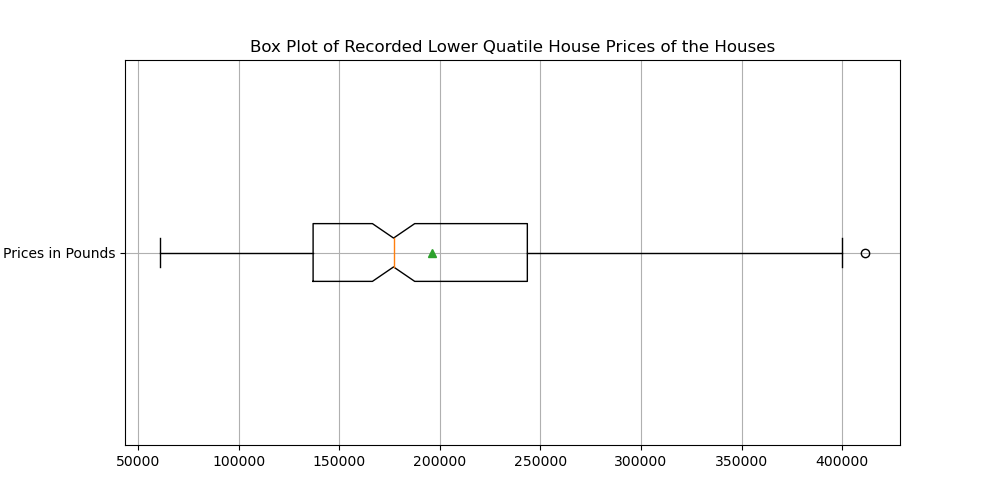 Box Plot of Recorded Lower Quatile House Prices of the Houses
Prices in Pounds
50000 100000 150000 200000 250000 300000 350000 400000